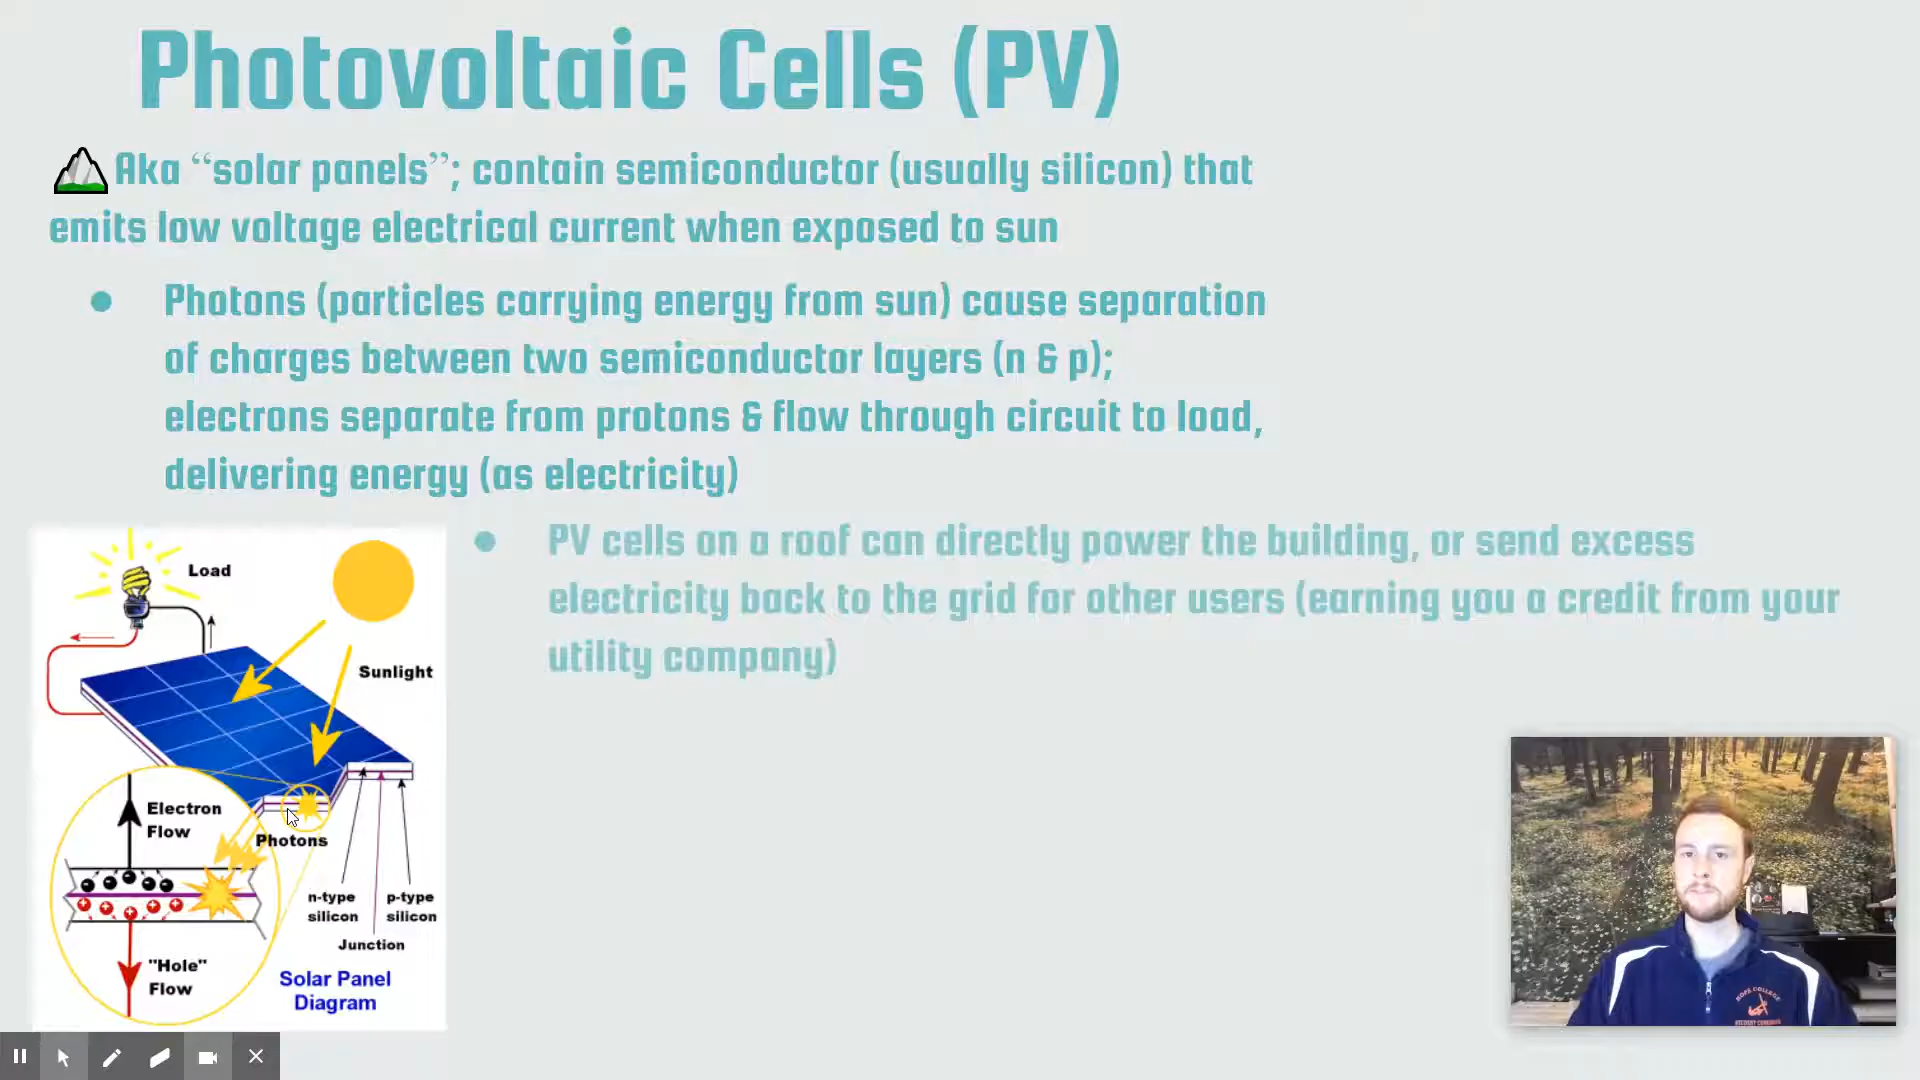 Photovoltaic Cells (PV)
Aka “solar panels”; contain semiconductor (usually silicon) that
emits low voltage electrical current when exposed to sun
● Photons (particles carrying energy from sun) cause separation
of charges between two semiconductor layers (n & p);
electrons separate from protons & flow through circuit to load,
delivering energy (as electricity)
● PV cells on a roof can directly power the building, or send excess
electricity back to the grid for other users (earning you a credit from your
utility company)
Load
Sunlight
Electron
Flow
Photons
n-type
silicon
p-type
silicon
Junction
"Hole"
Flow
Solar Panel
Diagram
HOPE COLLEGE